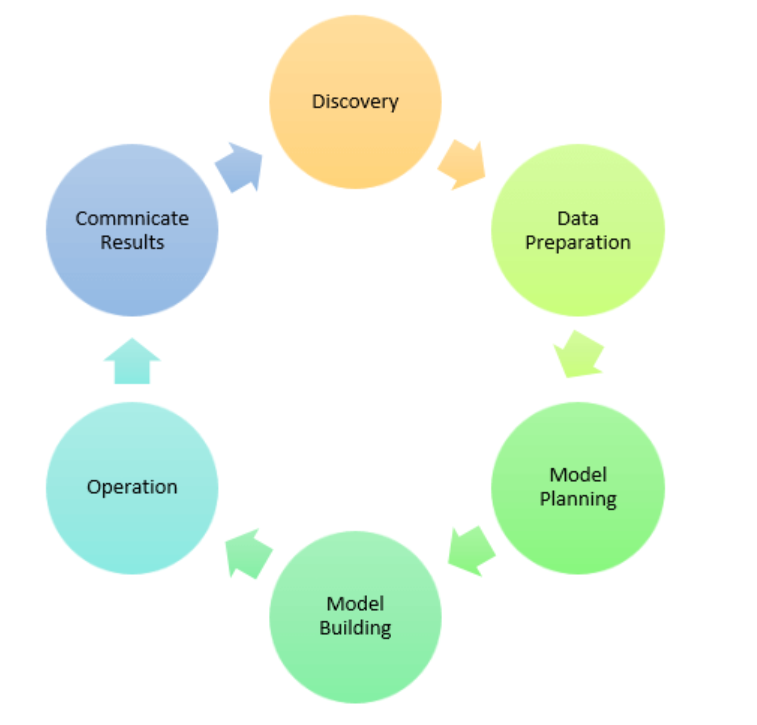 Discovery
Data
Preparation
Model
Planning
Model
Building
Operation
Commnicate
Results